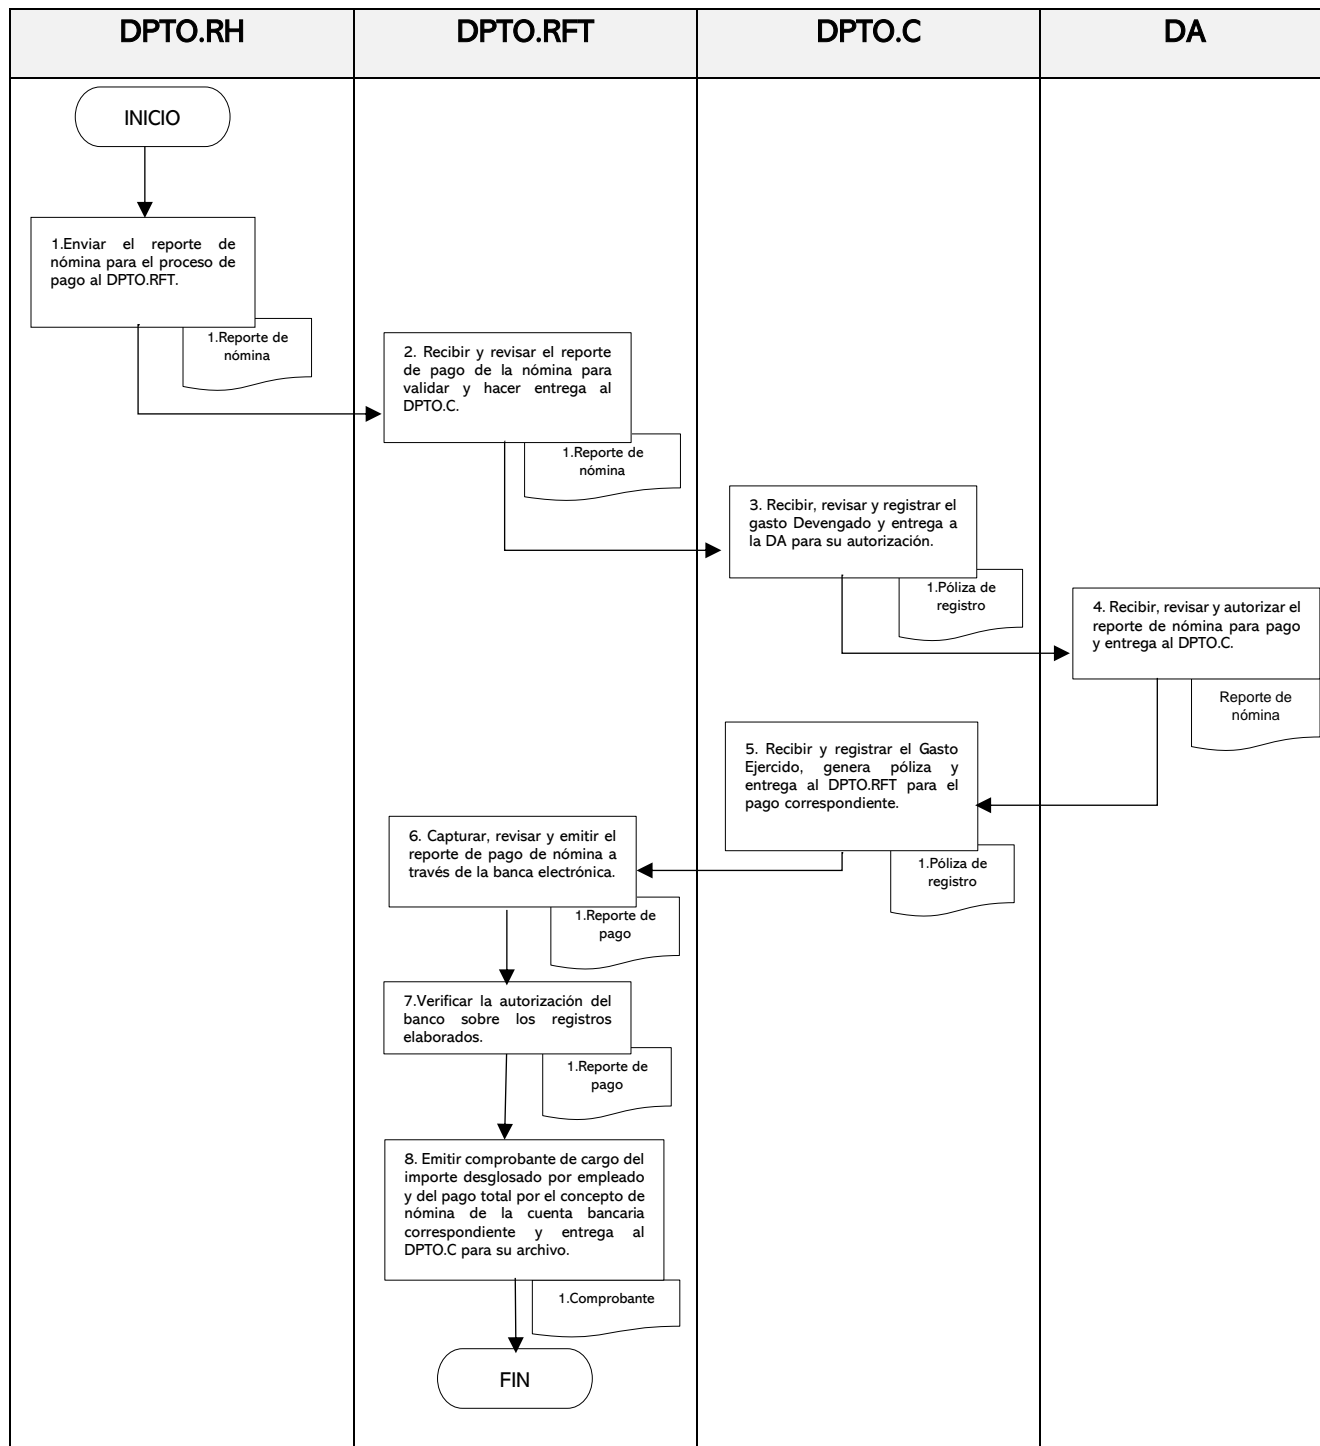 DPTO.RH
DPTO.RFT
DPTO.C
DA
INICIO
1.Enviar el reporte de
nómina para el proceso de
pago al DPTO.RFT.
1.Reporte de
nómina
2. Recibir y revisar el reporte
de pago de la nómina para
validar y hacer entrega al
DPTO.C.
1.Reporte de
nómina
3. Recibir, revisar y registrar el
gasto Devengado y entrega a
la DA para su autorización.
1.Póliza de
registro
4. Recibir, revisar y autorizar el
reporte de nómina para pago
y entrega al DPTO.C.
Reporte de
nómina
5. Recibir y registrar el Gasto
Ejercido, genera póliza y
entrega al DPTO.RFT para el
pago correspondiente.
1.Póliza de
registro
6. Capturar, revisar y emitir el
reporte de pago de nómina a
través de la banca electrónica.
1.Reporte de
pago
7.Verificar la autorización del
banco sobre los registros
elaborados.
1.Reporte de
pago
8. Emitir comprobante de cargo del
importe desglosado por empleado
y del pago total por el concepto de
nómina de la cuenta bancaria
correspondiente y entrega al
DPTO.C para su archivo.
1.Comprobante
FIN